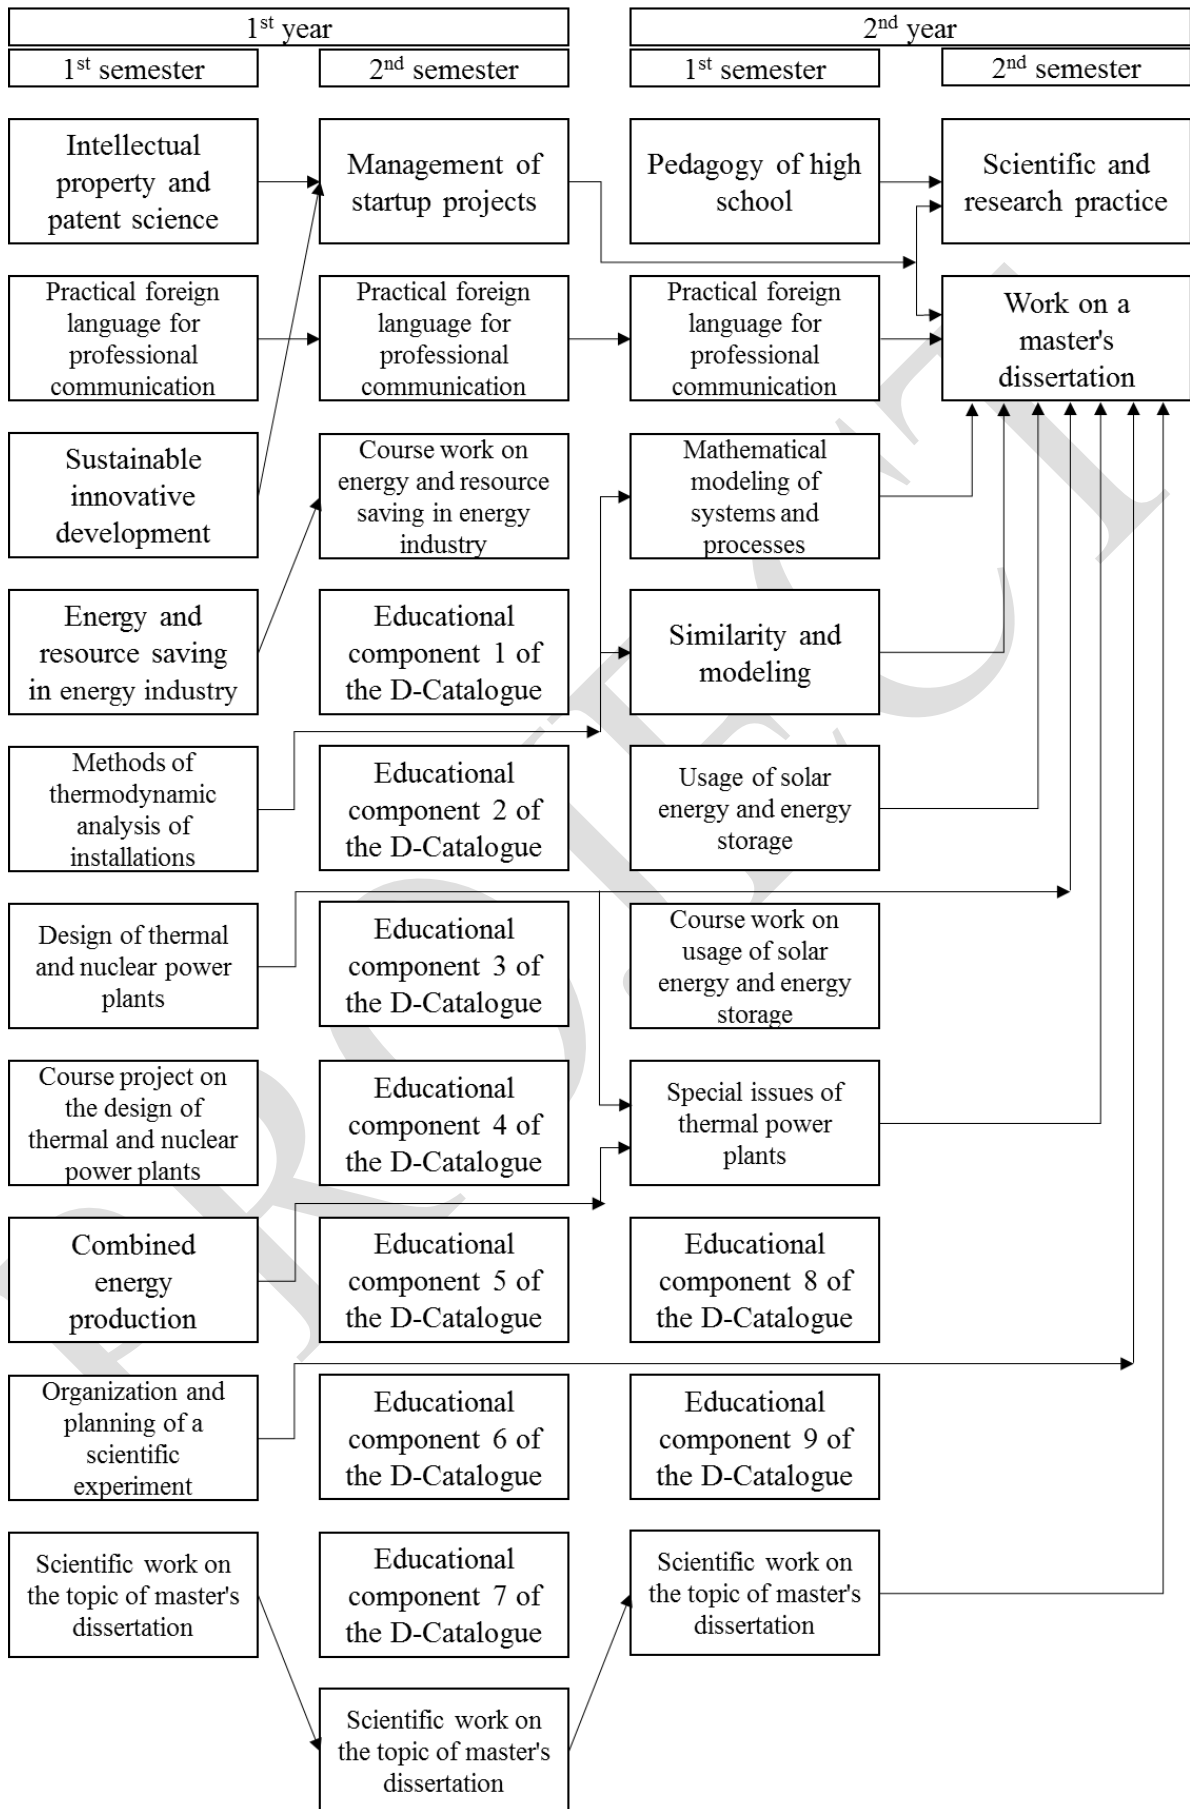 1st year
2nd year
1st semester
2nd semester
1st semester
2nd semester
Intellectual
property and
patent science
Management of
startup projects
Pedagogy of high
school
Scientific and
research practice
Practical foreign
language for
professional
communication
Practical foreign
language for
professional
communication
Practical foreign
language for
professional
communication
Work on a
master's
dissertation
Sustainable
innovative
development
Course work on
energy and resource
saving in energy
industry
Mathematical
modeling of
systems and
processes
Energy and
resource saving
in energy industry
Educational
component 1 of
the D-Catalogue
Similarity and
modeling
Methods of
thermodynamic
analysis of
installations
Educational
component 2 of
the D-Catalogue
Usage of solar
energy and energy
storage
Design of thermal
and nuclear power
plants
Educational
component 3 of
the D-Catalogue
Course work on
usage of solar
energy and energy
storage
Course project on
the design of
thermal and nuclear
power plants
Educational
component 4 of
the D-Catalogue
Special issues of
thermal power
plants
Combined
energy
production
Educational
component 5 of
the D-Catalogue
Educational
component 8 of
the D-Catalogue
Organization and
planning of a
scientific
experiment
Educational
component 6 of
the D-Catalogue
Educational
component 9 of
the D-Catalogue
Scientific work on
the topic of master's
dissertation
Educational
component 7 of
the D-Catalogue
Scientific work on
the topic of master's
dissertation
Scientific work on
the topic of master's
dissertation
PROJECT